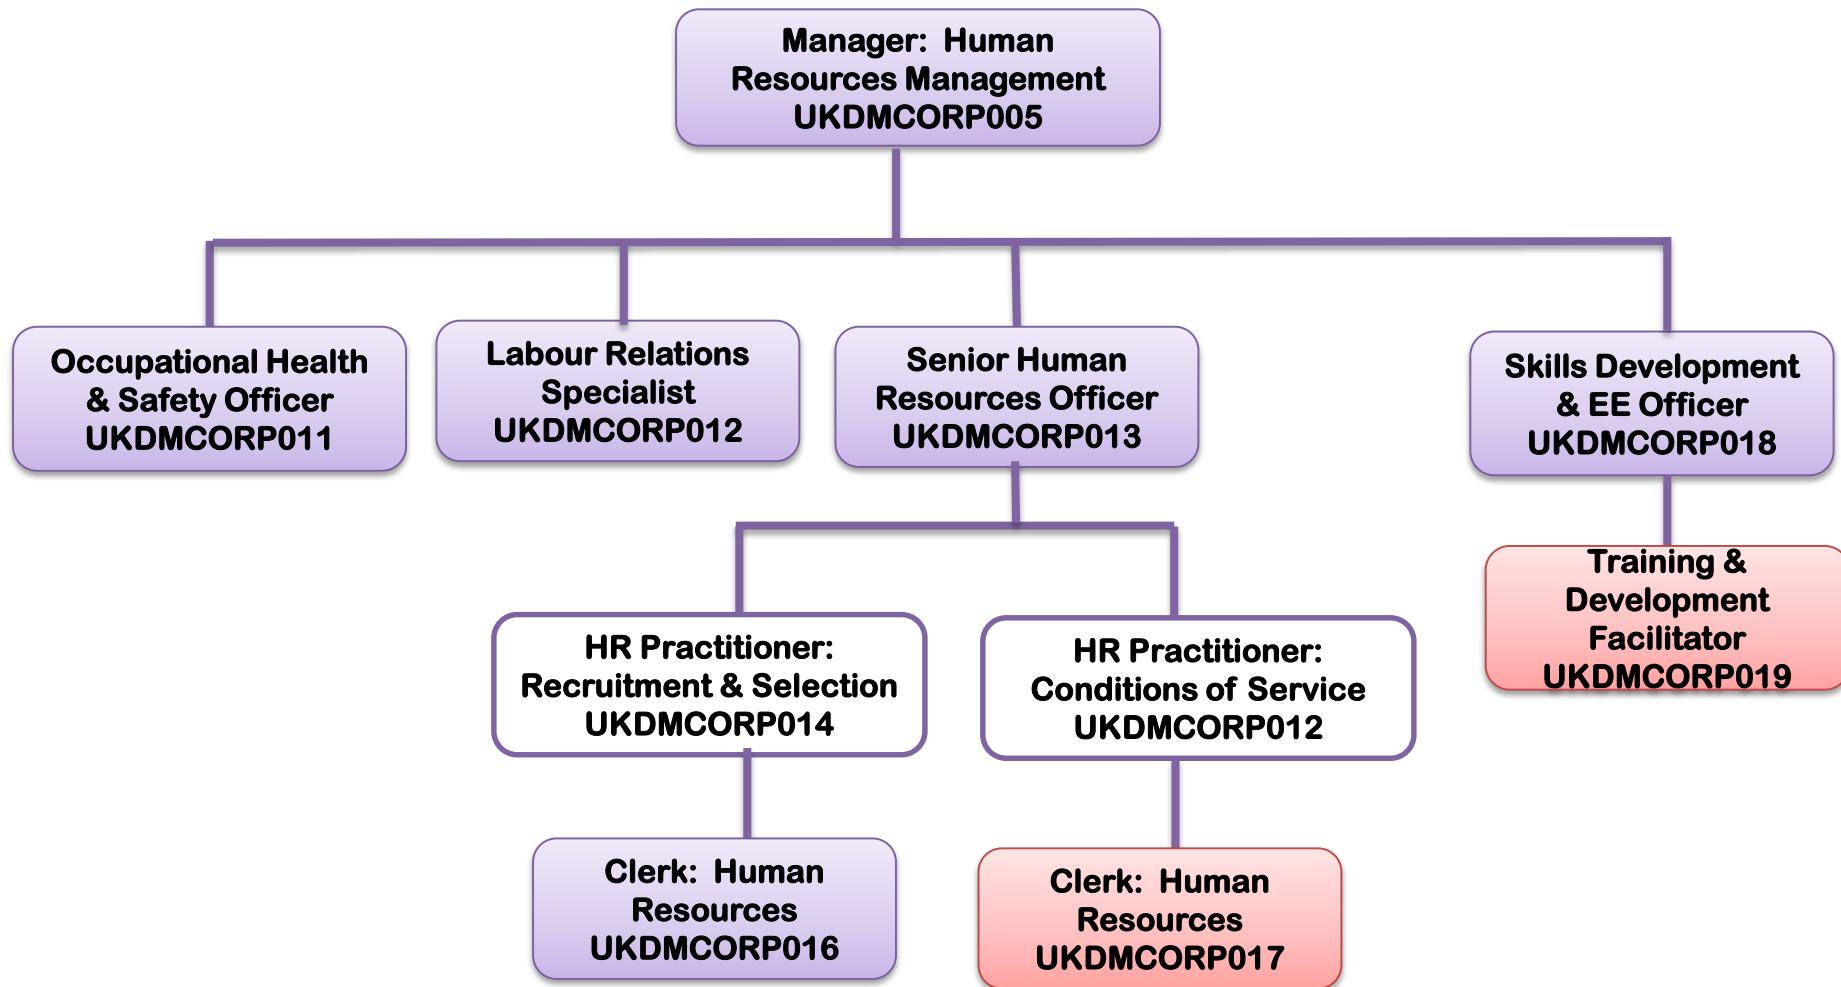 Manager:  Human
Resources Management
UKDMCORP005
Occupational Health
& Safety Officer
UKDMCORP011
Labour Relations
Specialist
UKDMCORP012
Senior Human
Resources Officer
UKDMCORP013
Skills Development
& EE Officer
UKDMCORP018
Training &
Development
Facilitator
UKDMCORP019
HR Practitioner:
Recruitment & Selection
UKDMCORP014
HR Practitioner:
Conditions of Service
UKDMCORP012
Clerk:  Human
Resources
UKDMCORP016
Clerk:  Human
Resources
UKDMCORP017